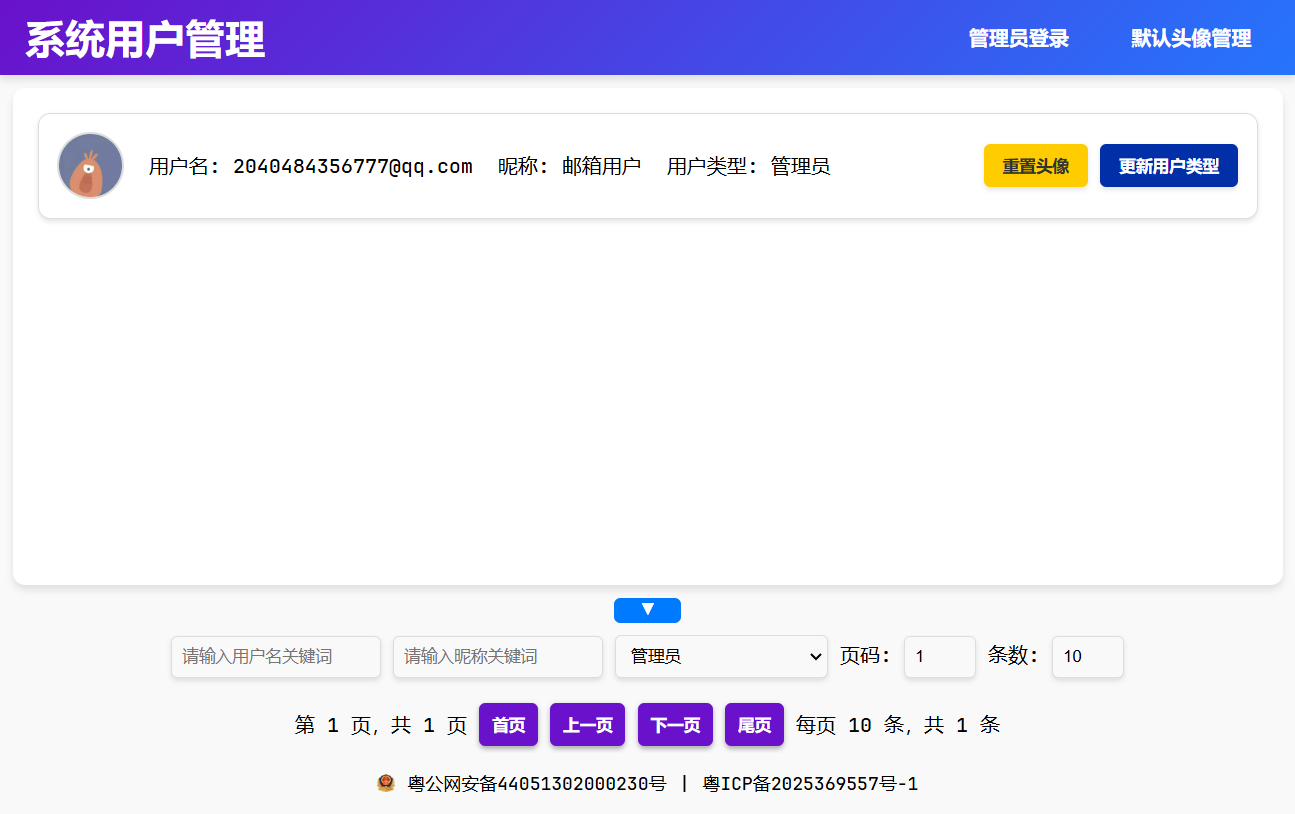 系统用户管理 管理员登录 默认头像管理
用户名: 2040484356777@qq.com 昵称: 邮箱用户 用户类型: 管理员 重置头像 更新用户类型
▼
请输入用户名关键词 请输入昵称关键词 管理员 页码: 1 条数: 10
第 1 页, 共 1 页 首页 上一页 下一页 尾页 每页 10 条, 共 1 条
粤公网安备44051302000230号 | 粤ICP备2025369557号-1